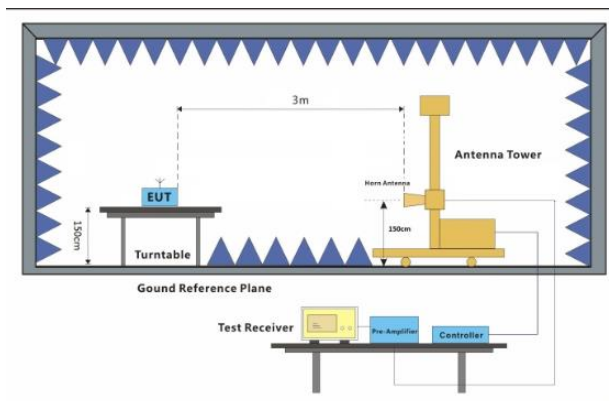 3m
Antenna Tower
Horn Antenna
EUT
150cm
150cm
Turntable
Gound Reference Plane
Test Receiver
Pre-Amplifier
Controller